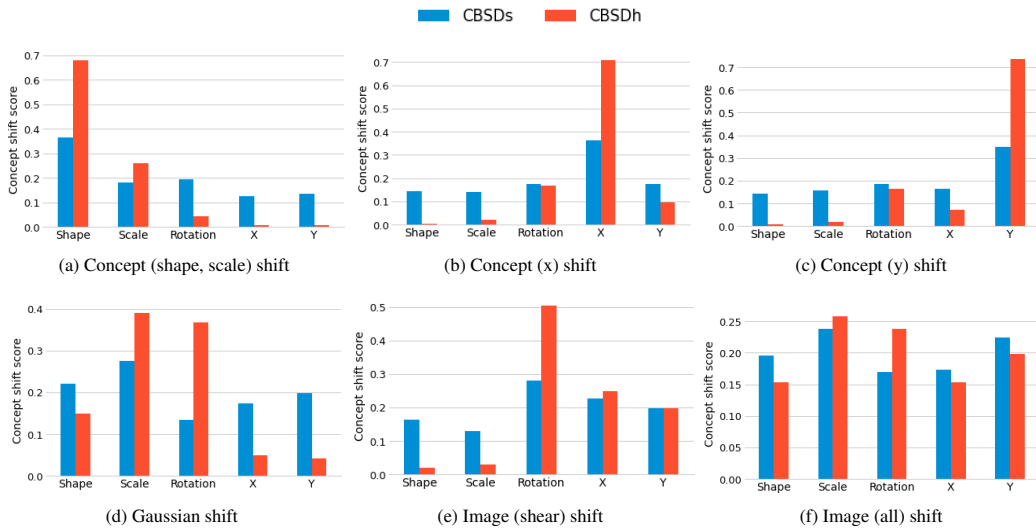 CBSDs CBSDh
Concept shift score
0.7
0.6
0.5
0.4
0.3
0.2
0.1
0.0
Shape Scale Rotation X Y
(a) Concept (shape, scale) shift
Concept shift score
0.7
0.6
0.5
0.4
0.3
0.2
0.1
0.0
Shape Scale Rotation X Y
(b) Concept (x) shift
Concept shift score
0.7
0.6
0.5
0.4
0.3
0.2
0.1
0.0
Shape Scale Rotation X Y
(c) Concept (y) shift
Concept shift score
0.4
0.3
0.2
0.1
0.0
Shape Scale Rotation X Y
(d) Gaussian shift
Concept shift score
0.5
0.4
0.3
0.2
0.1
0.0
Shape Scale Rotation X Y
(e) Image (shear) shift
Concept shift score
0.25
0.20
0.15
0.10
0.05
0.00
Shape Scale Rotation X Y
(f) Image (all) shift